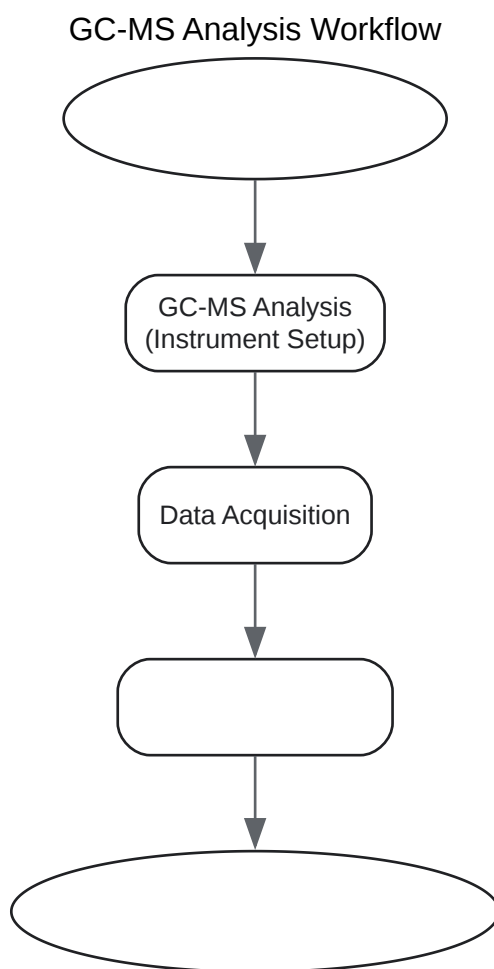 GC-MS Analysis Workflow
GC-MS Analysis
(Instrument Setup)
Data Acquisition